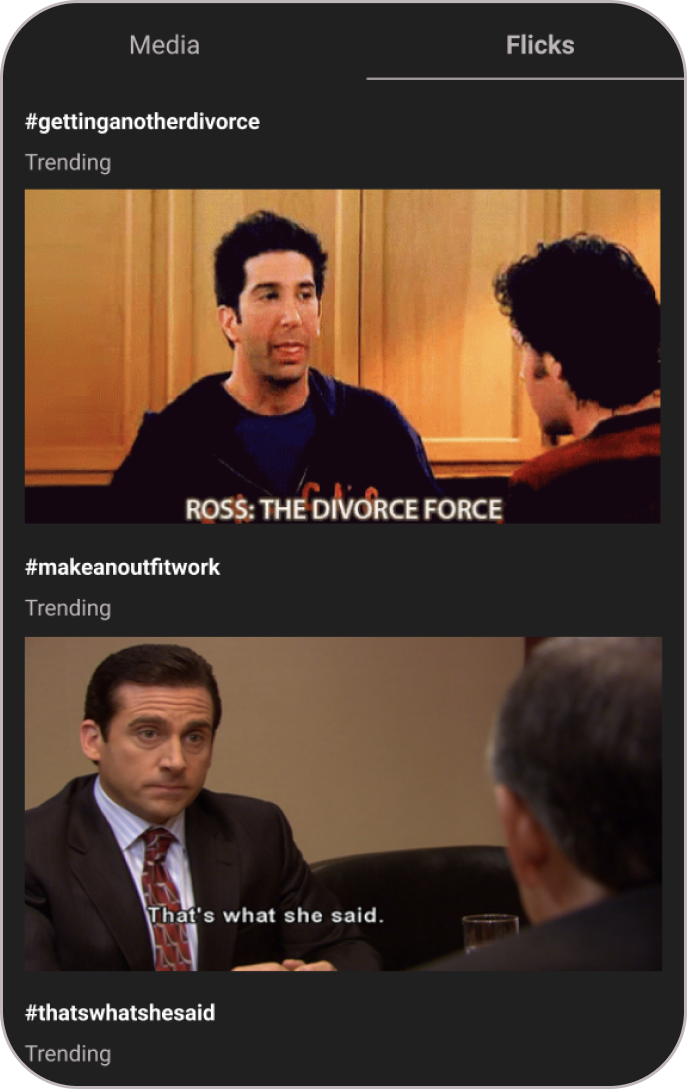 Media
Flicks
#gettinganotherdivorce
Trending
ROSS: THE DIVORCE FORCE
#makeanoutfitwork
Trending
That's what she said.
#thatswhatshesaid
Trending